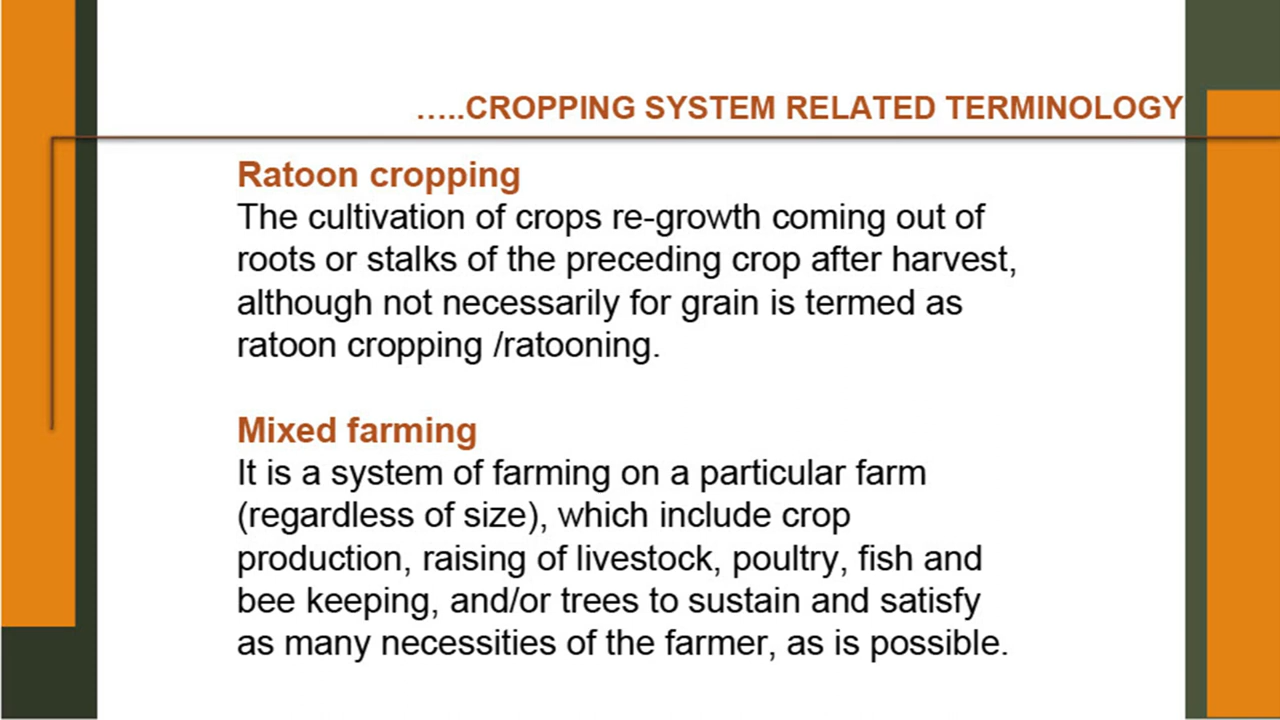 …..CROPPING SYSTEM RELATED TERMINOLOGY
Ratoon cropping
The cultivation of crops re-growth coming out of
roots or stalks of the preceding crop after harvest,
although not necessarily for grain is termed as
ratoon cropping /ratooning.
Mixed farming
It is a system of farming on a particular farm
(regardless of size), which include crop
production, raising of livestock, poultry, fish and
bee keeping, and/or trees to sustain and satisfy
as many necessities of the farmer, as is possible.